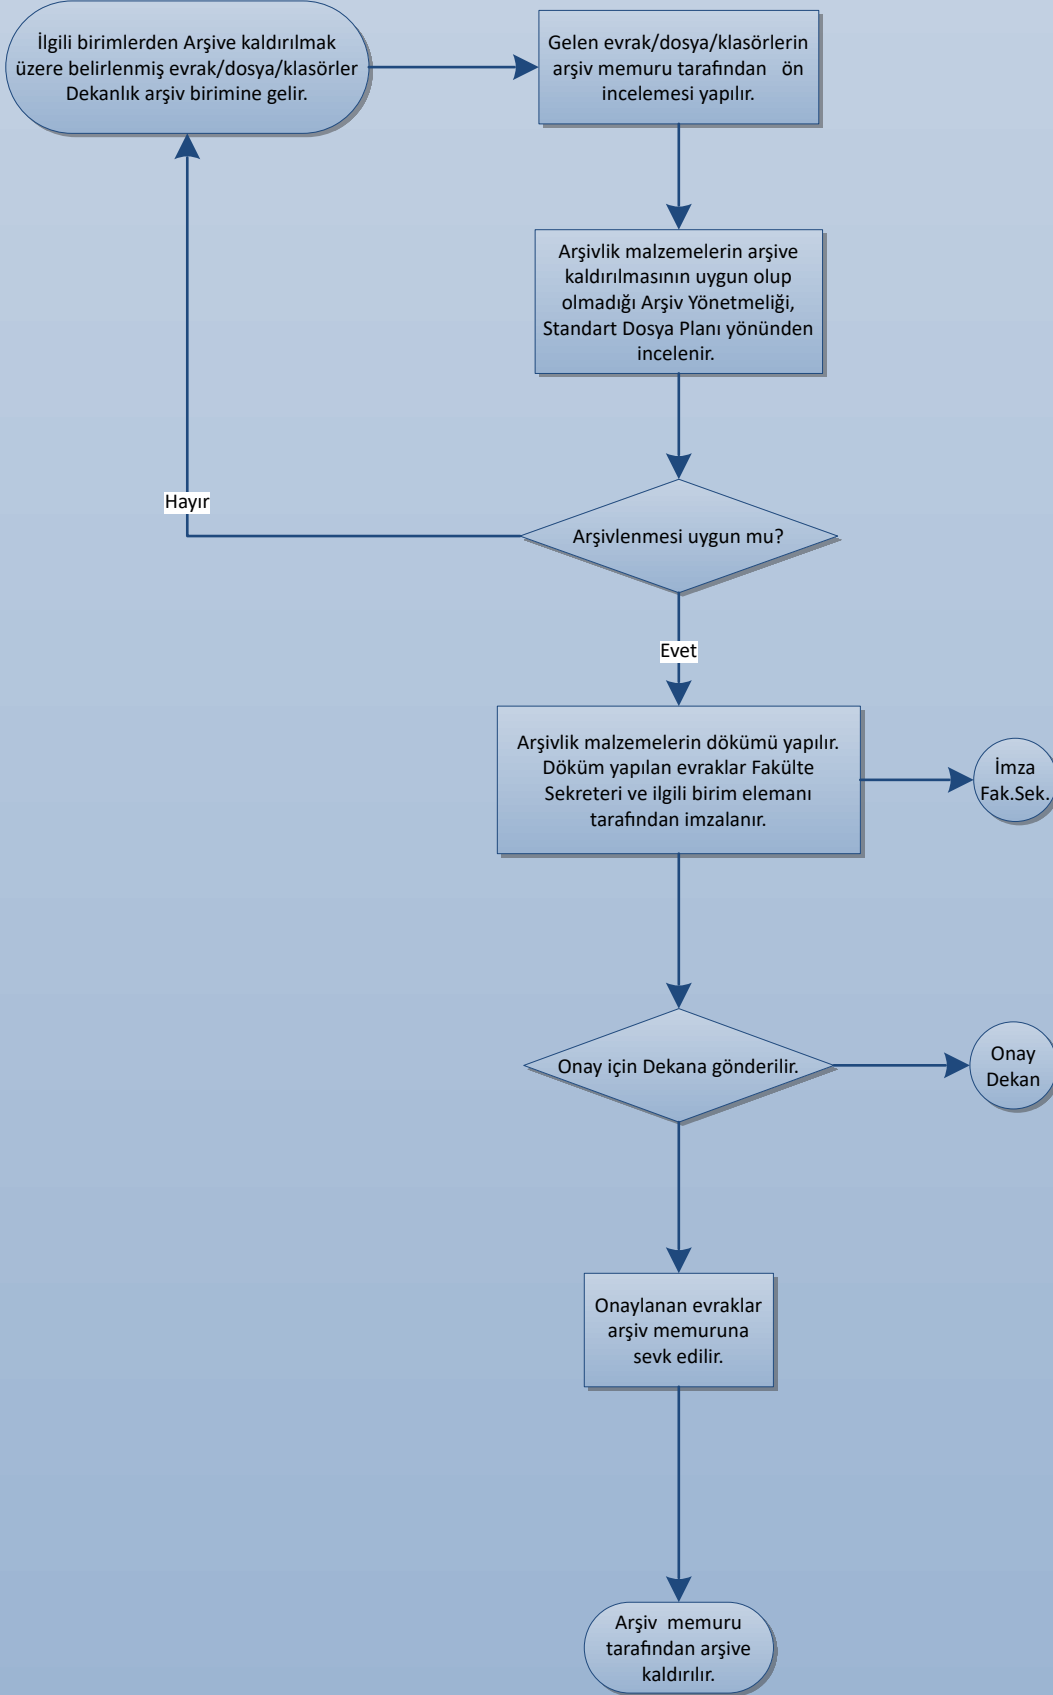 İlgili birimlerden Arşive kaldırılmak
üzere belirlenmiş evrak/dosya/klasörler
Dekanlık arşiv birimine gelir.
Gelen evrak/dosya/klasörlerin
arşiv memuru tarafından ön
incelemesi yapılır.
Arşivlik malzemelerin arşive
kaldırılmasının uygun olup
olmadığı Arşiv Yönetmeliği,
Standart Dosya Planı yönünden
incelenir.
Hayır
Arşivlenmesi uygun mu?
Evet
Arşivlik malzemelerin dökümü yapılır.
Döküm yapılan evraklar Fakülte
Sekreteri ve ilgili birim elemanı
tarafından imzalanır.
İmza
Fak.Sek.
Onay için Dekana gönderilir.
Onay
Dekan
Onaylanan evraklar
arşiv memuruna
sevk edilir.
Arşiv memuru
tarafından arşive
kaldırılır.